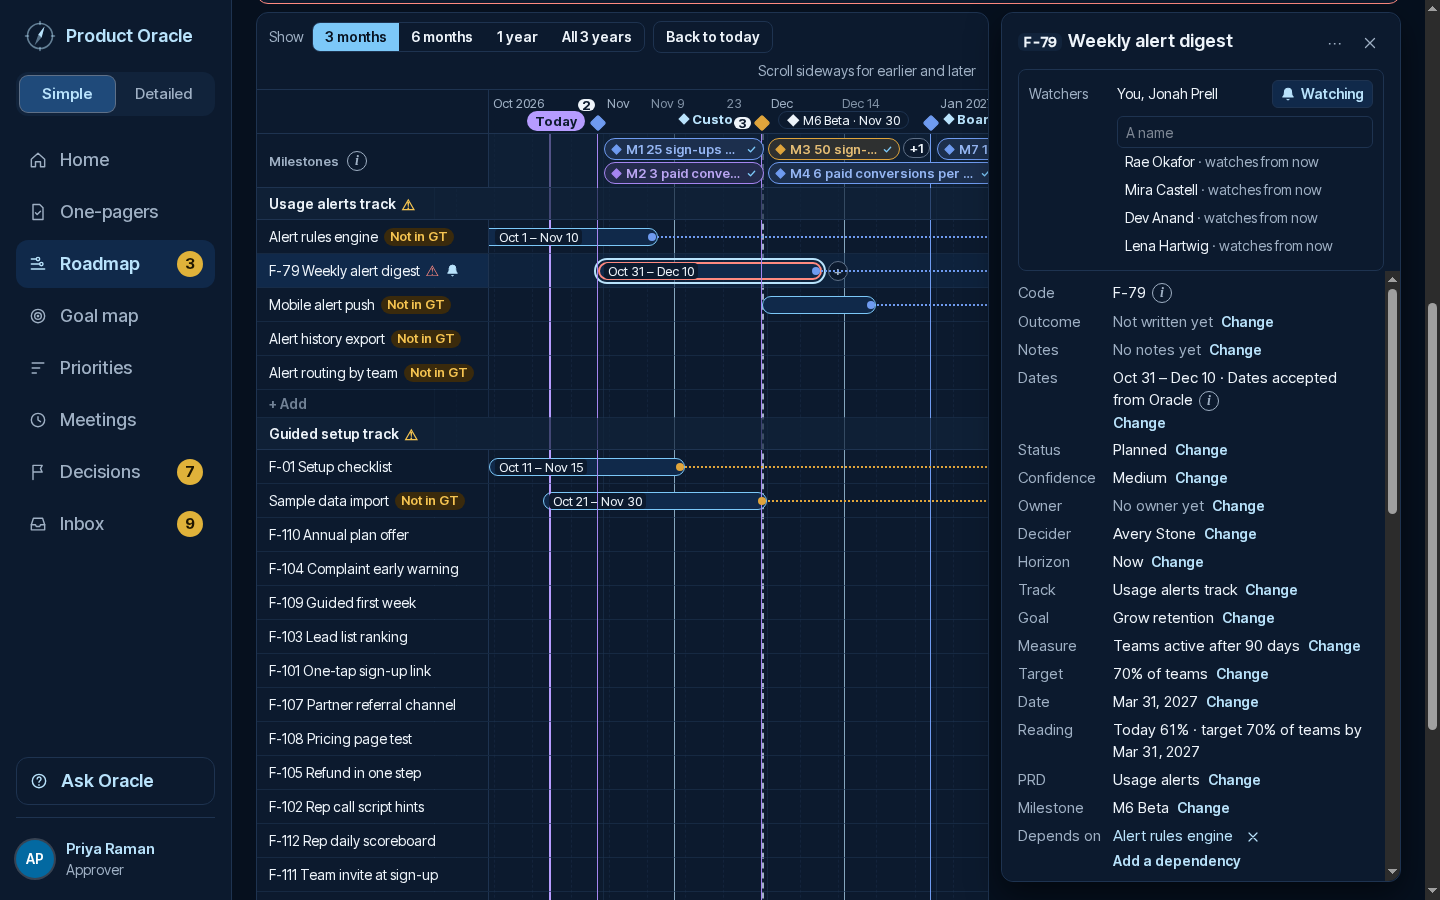 Product Oracle
Simple
Detailed
Home
One-pagers
Roadmap
3
Goal map
Priorities
Meetings
Decisions
7
Inbox
9
Ask Oracle
AP
Priya Raman
Approver
Show
3 months
6 months
1 year
All 3 years
Back to today
Scroll sideways for earlier and later
Oct 2026
2
Nov
Nov 9
23
Dec
Dec 14
Jan 2027
Today
Custo
3
M6 Beta · Nov 30
Boar
Milestones
M1 25 sign-ups ...
M3 50 sign-...
+1
M7 1
M2 3 paid conve...
M4 6 paid conversions per ...
Usage alerts track
Alert rules engine
Not in GT
Oct 1 – Nov 10
F-79 Weekly alert digest
Oct 31 – Dec 10
Mobile alert push
Not in GT
Alert history export
Not in GT
Alert routing by team
Not in GT
+ Add
Guided setup track
F-01 Setup checklist
Oct 11 – Nov 15
Sample data import
Not in GT
Oct 21 – Nov 30
F-110 Annual plan offer
F-104 Complaint early warning
F-109 Guided first week
F-103 Lead list ranking
F-101 One-tap sign-up link
F-107 Partner referral channel
F-108 Pricing page test
F-105 Refund in one step
F-102 Rep call script hints
F-112 Rep daily scoreboard
F-111 Team invite at sign-up
F-79 Weekly alert digest
Watchers
You, Jonah Prell
Watching
A name
Rae Okafor · watches from now
Mira Castell · watches from now
Dev Anand · watches from now
Lena Hartwig · watches from now
Code F-79 i
Outcome Not written yet Change
Notes No notes yet Change
Dates Oct 31 – Dec 10 · Dates accepted
from Oracle i
Change
Status Planned Change
Confidence Medium Change
Owner No owner yet Change
Decider Avery Stone Change
Horizon Now Change
Track Usage alerts track Change
Goal Grow retention Change
Measure Teams active after 90 days Change
Target 70% of teams Change
Date Mar 31, 2027 Change
Reading Today 61% · target 70% of teams by
Mar 31, 2027
PRD Usage alerts Change
Milestone M6 Beta Change
Depends on Alert rules engine
Add a dependency